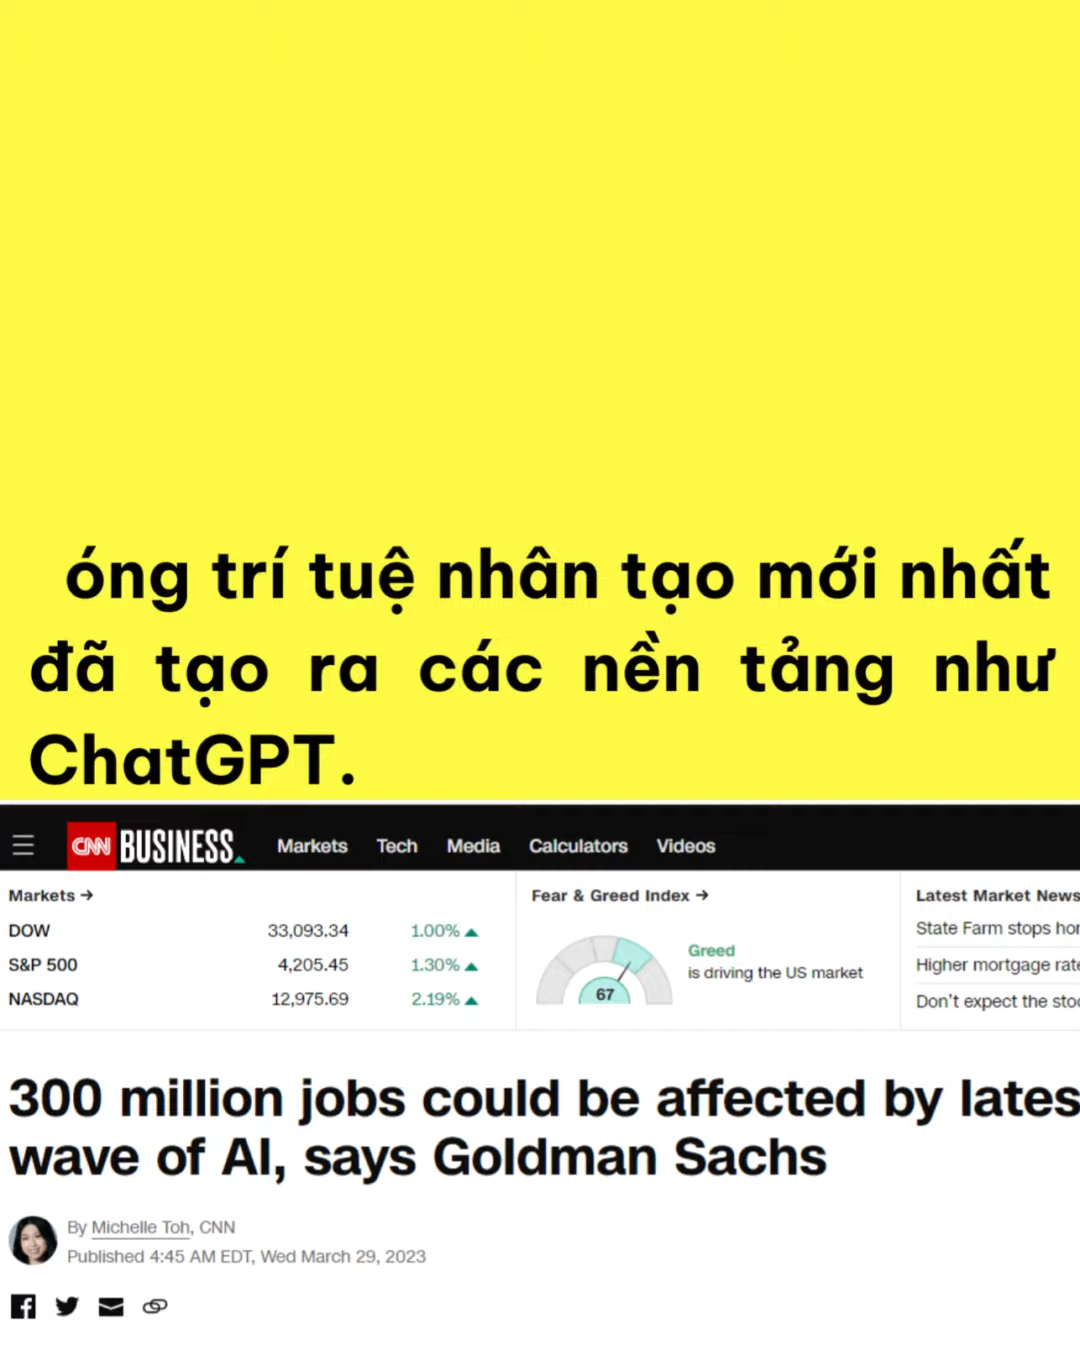 óng trí tuệ nhân tạo mới nhất
đã tạo ra các nền tảng như
ChatGPT.
CNN BUSINESS Markets Tech Media Calculators Videos
Markets → Fear & Greed Index → Latest Market News
DOW 33,093.34 1.00% State Farm stops
S&P 500 4,205.45 1.30% Greed Higher mortgage
NASDAQ 12,975.69 2.19% is driving the US market Don't expect the
67
300 million jobs could be affected by lates
wave of AI, says Goldman Sachs
By Michelle Toh, CNN
Published 4:45 AM EDT, Wed March 29, 2023